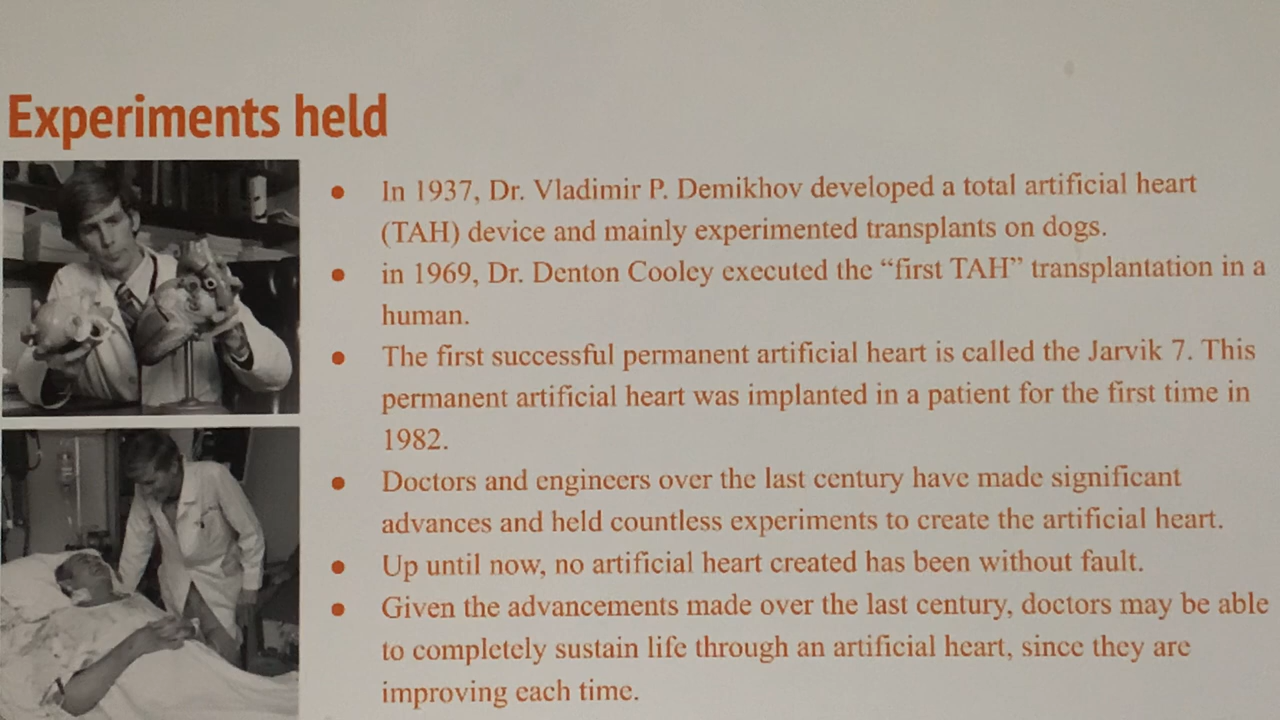 Experiments held
● In 1937, Dr. Vladimir P. Demikhov developed a total artificial heart
(TAH) device and mainly experimented transplants on dogs.
● in 1969, Dr. Denton Cooley executed the “first TAH” transplantation in a
human.
● The first successful permanent artificial heart is called the Jarvik 7. This
permanent artificial heart was implanted in a patient for the first time in
1982.
● Doctors and engineers over the last century have made significant
advances and held countless experiments to create the artificial heart.
● Up until now, no artificial heart created has been without fault.
● Given the advancements made over the last century, doctors may be able
to completely sustain life through an artificial heart, since they are
improving each time.